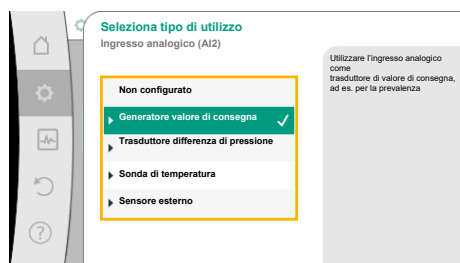 Seleziona tipo di utilizzo
Ingresso analogico (AI2)
Non configurato
Generatore valore di consegna
Trasduttore differenza di pressione
Sonda di temperatura
Sensore esterno
Utilizzare l'ingresso analogico
come
trasduttore di valore di consegna,
ad es. per la prevalenza